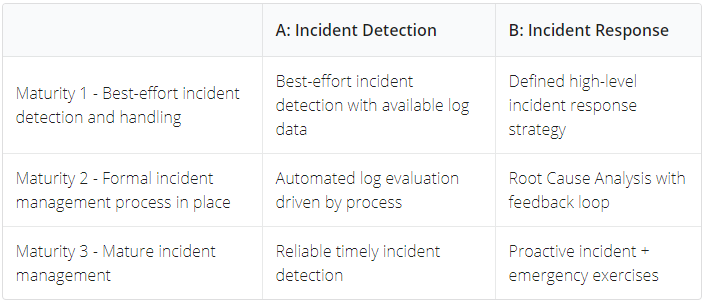 A: Incident Detection
B: Incident Response
Maturity 1 - Best-effort incident
detection and handling
Best-effort incident
detection with available log
data
Defined high-level
incident response
strategy
Maturity 2 - Formal incident
management process in place
Automated log evaluation
driven by process
Root Cause Analysis with
feedback loop
Maturity 3 - Mature incident
management
Reliable timely incident
detection
Proactive incident +
emergency exercises